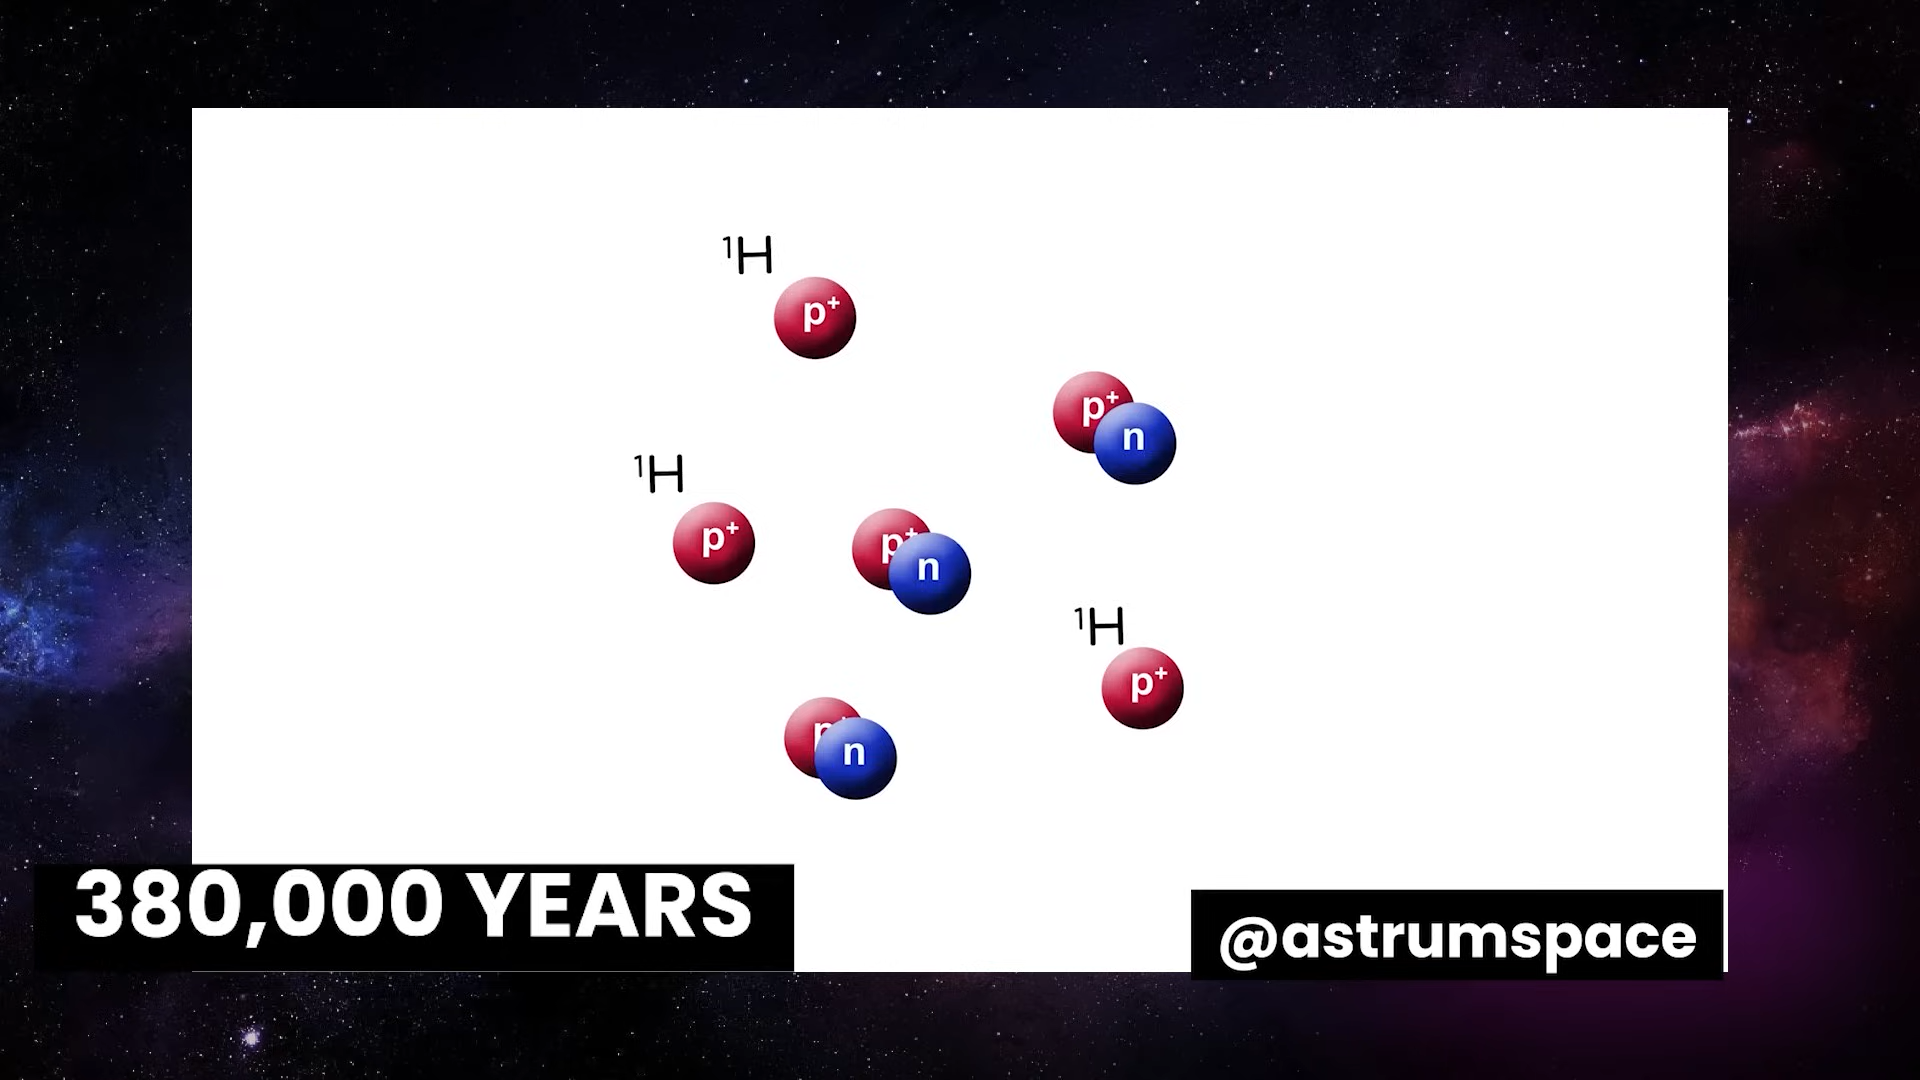 ¹H
p⁺
p⁺
n
¹H
p⁺
p⁺
n
¹H
p⁺
p⁺
n
380,000 YEARS
@astrumspace